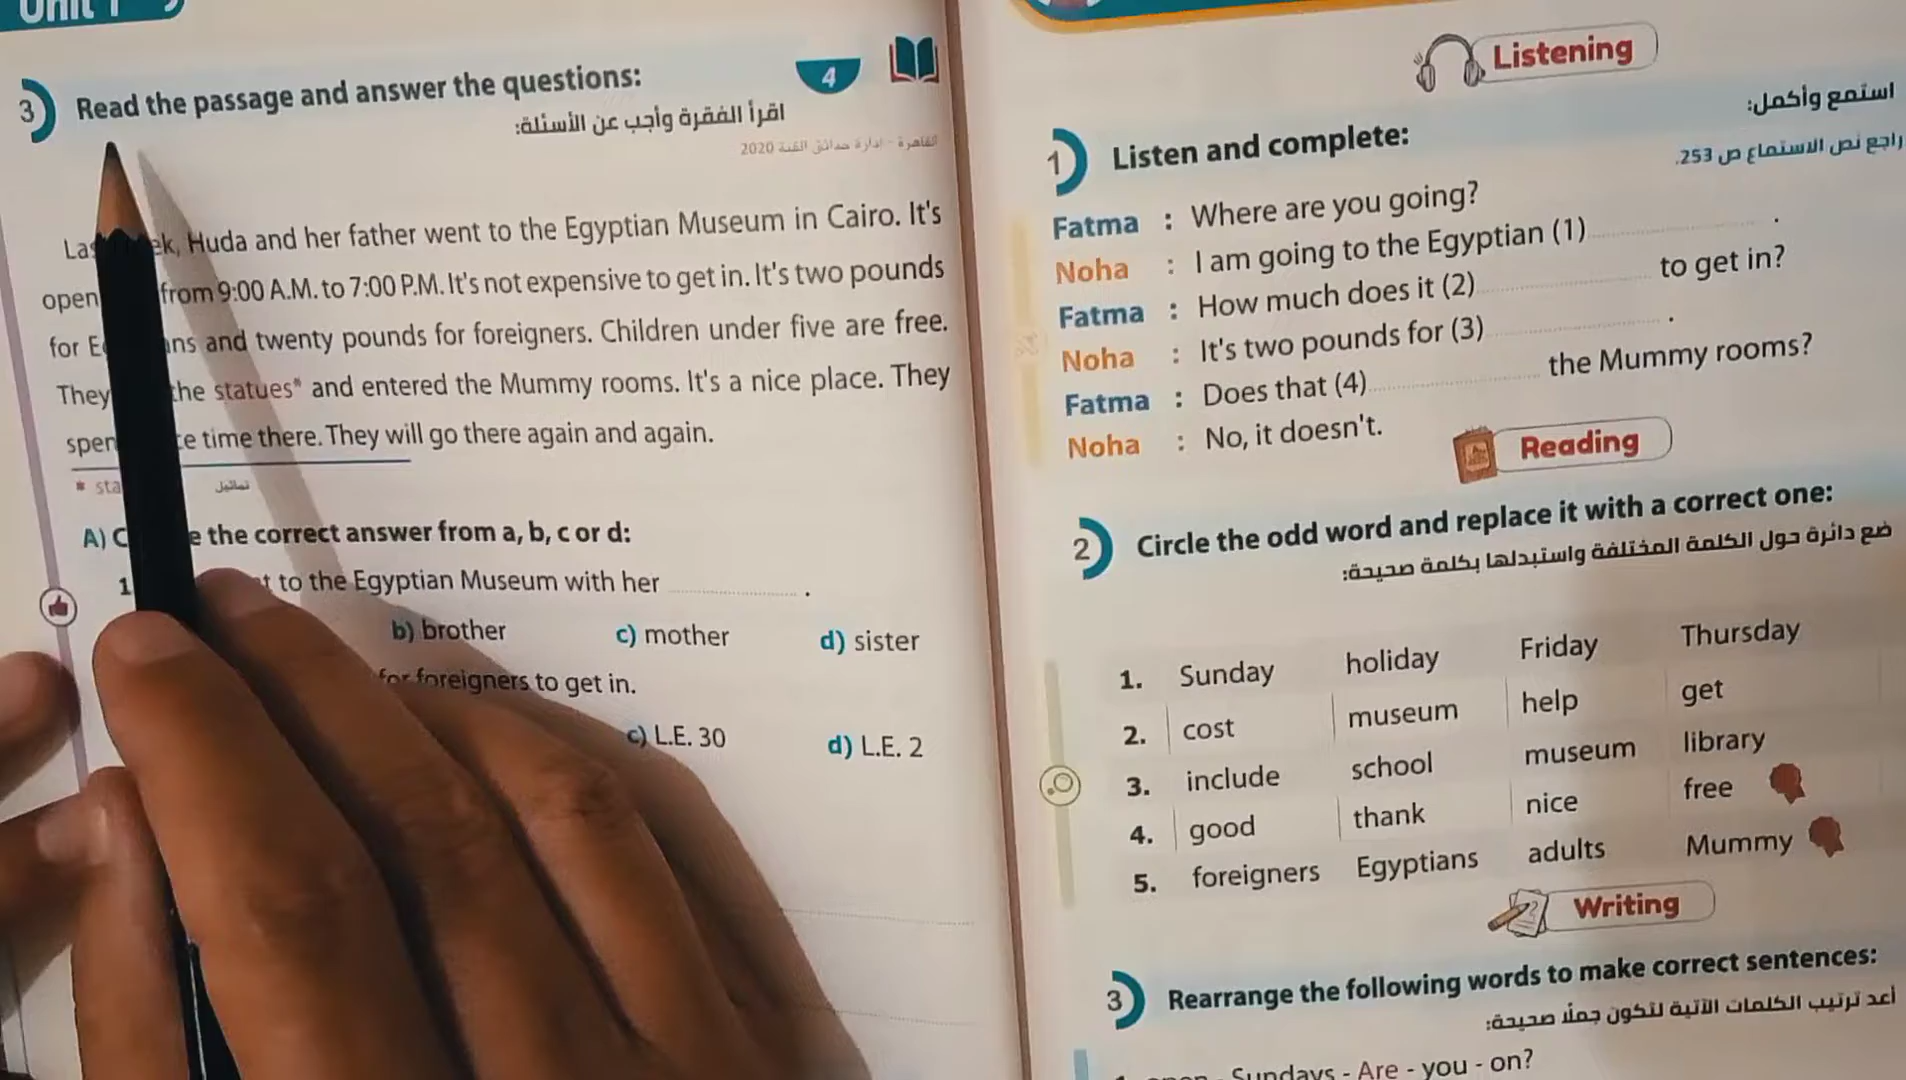 Unit 1
3 Read the passage and answer the questions:
4
اقرأ الفقرة وأجب عن الأسئلة:
القاهرة - إدارة حدائق القبة 2020
Huda and her father went to the Egyptian Museum in Cairo. It's
open from 9:00 A.M. to 7:00 P.M. It's not expensive to get in. It's two pounds
for and twenty pounds for foreigners. Children under five are free.
They the statues* and entered the Mummy rooms. It's a nice place. They
time there. They will go there again and again.
* تماثيل
A) the correct answer from a, b, c or d:
1 to the Egyptian Museum with her .
b) brother c) mother d) sister
for foreigners to get in.
c) L.E. 30 d) L.E. 2
Listening
1 Listen and complete:
استمع وأكمل:
راجع نص الاستماع ص 253.
Fatma : Where are you going?
Noha : I am going to the Egyptian (1) .
Fatma : How much does it (2) to get in?
Noha : It's two pounds for (3) .
Fatma : Does that (4) the Mummy rooms?
Noha : No, it doesn't.
Reading
2 Circle the odd word and replace it with a correct one:
ضع دائرة حول الكلمة المختلفة واستبدلها بكلمة صحيحة:
1. Sunday holiday Friday Thursday
2. cost museum help get
3. include school museum library
4. good thank nice free
5. foreigners Egyptians adults Mummy
Writing
3 Rearrange the following words to make correct sentences:
أعد ترتيب الكلمات الآتية لتكون جملًا صحيحة:
Sundays - Are - you - on?